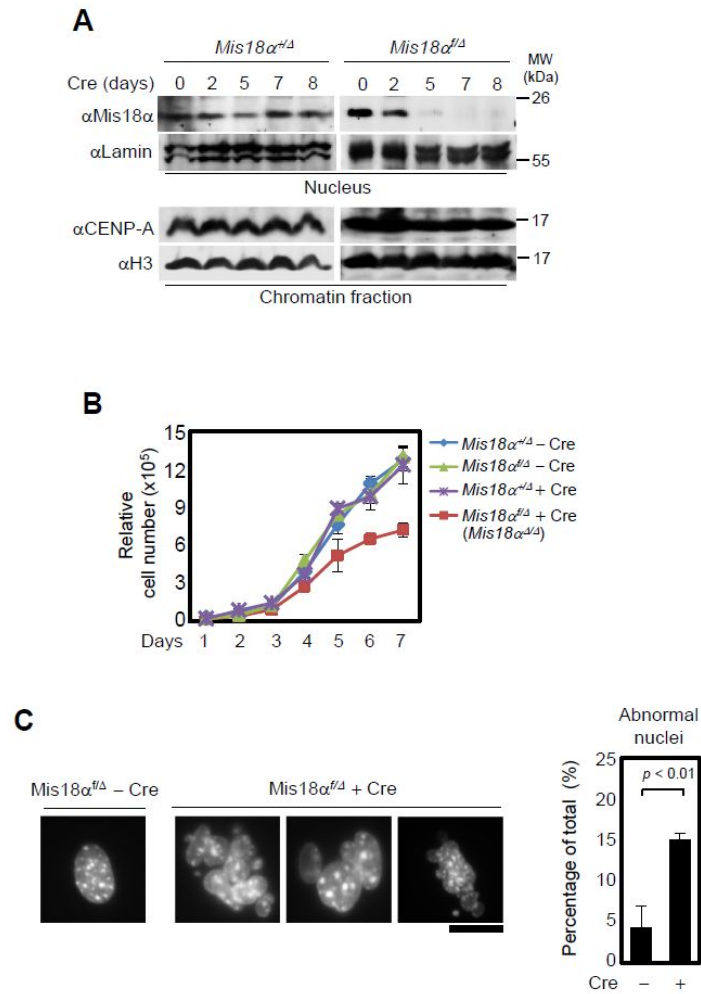 A
Mis18α+/Δ Mis18αf/Δ MW (kDa)
Cre (days) 0 2 5 7 8 0 2 5 7 8
αMis18α 26
αLamin 55
Nucleus
αCENP-A 17
αH3 17
Chromatin fraction
B
15
12
9
6
3
0
Relative cell number (x10⁵)
Days 1 2 3 4 5 6 7
Mis18α+/Δ – Cre
Mis18αf/Δ – Cre
Mis18α+/Δ + Cre
Mis18αf/Δ + Cre
(Mis18αΔ/Δ)
C
Mis18αf/Δ – Cre Mis18αf/Δ + Cre
Abnormal
nuclei
Percentage of total (%)
25
20
15
10
5
0
p < 0.01
Cre – +